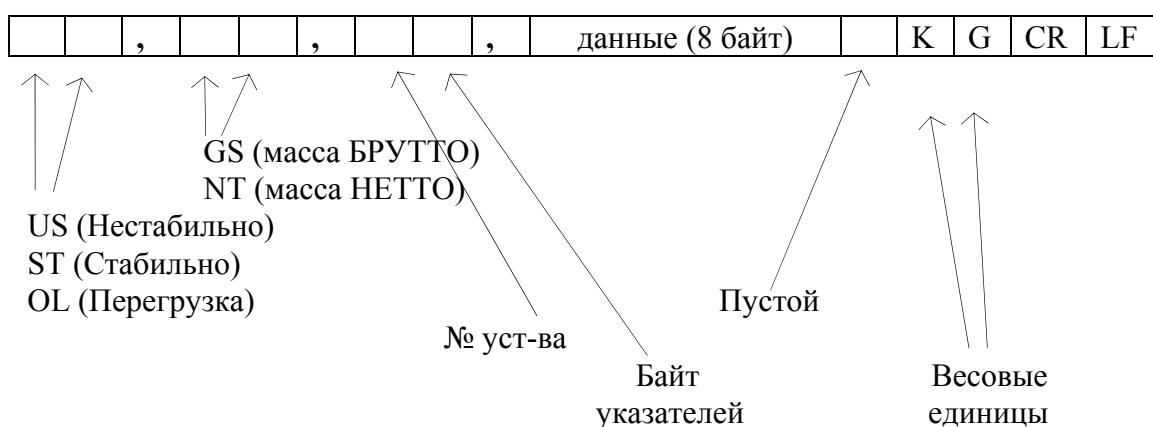 , , , данные (8 байт) K G CR LF
GS (масса БРУТТО)
NT (масса НЕТТО)
US (Нестабильно)
ST (Стабильно)
OL (Перегрузка)
Пустой
№ уст-ва
Байт
указателей
Весовые
единицы